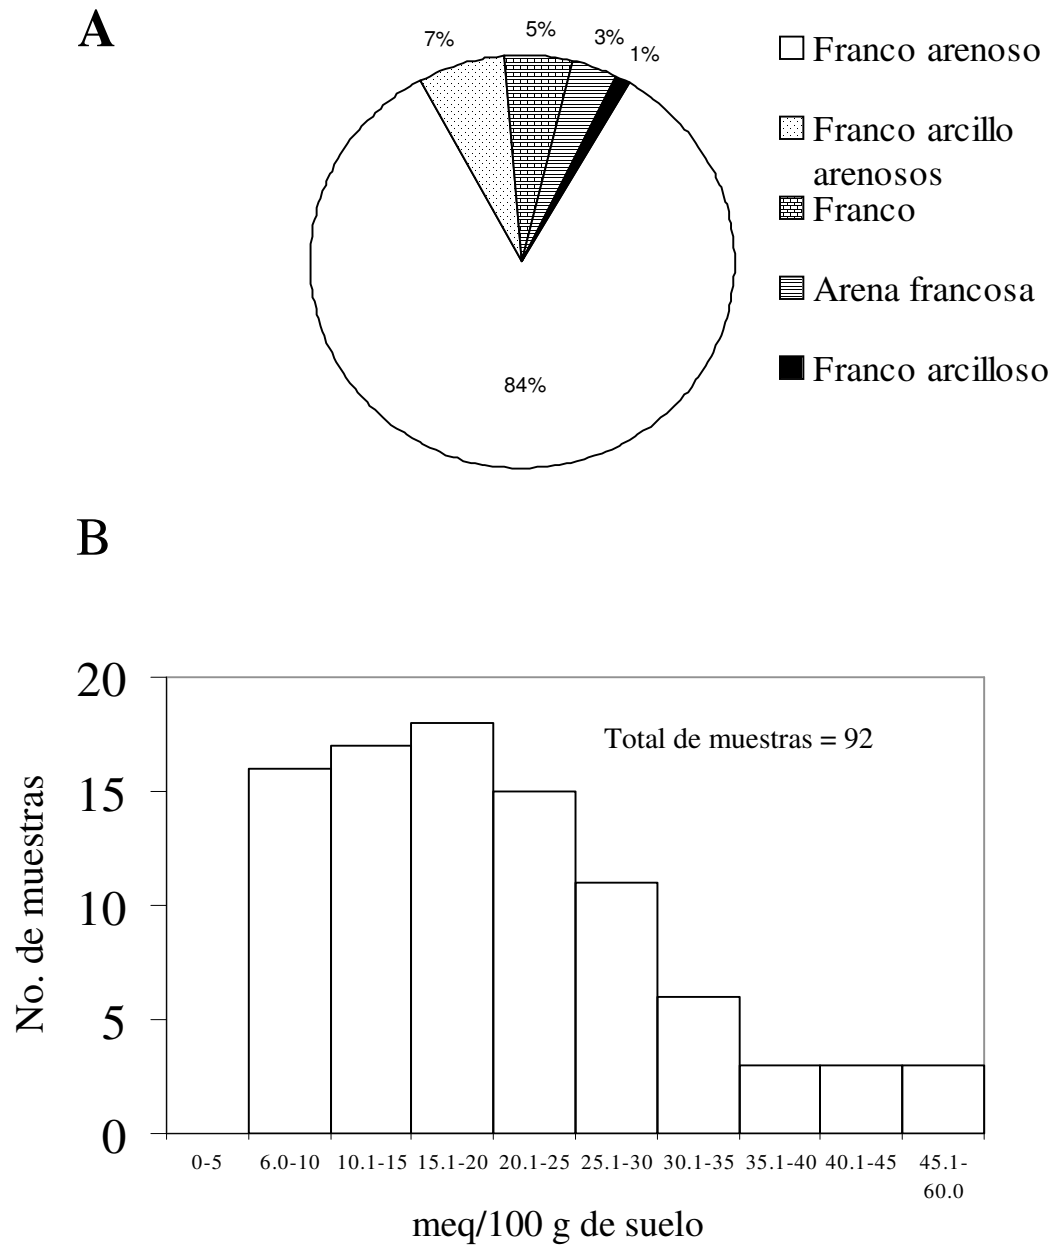 A
7%
5%
3%
1%
84%
Franco arenoso
Franco arcillo
arenosos
Franco
Arena francosa
Franco arcilloso
B
20
15
10
5
0
No. de muestras
Total de muestras = 92
0-5 6.0-10 10.1-15 15.1-20 20.1-25 25.1-30 30.1-35 35.1-40 40.1-45 45.1-
60.0
meq/100 g de suelo